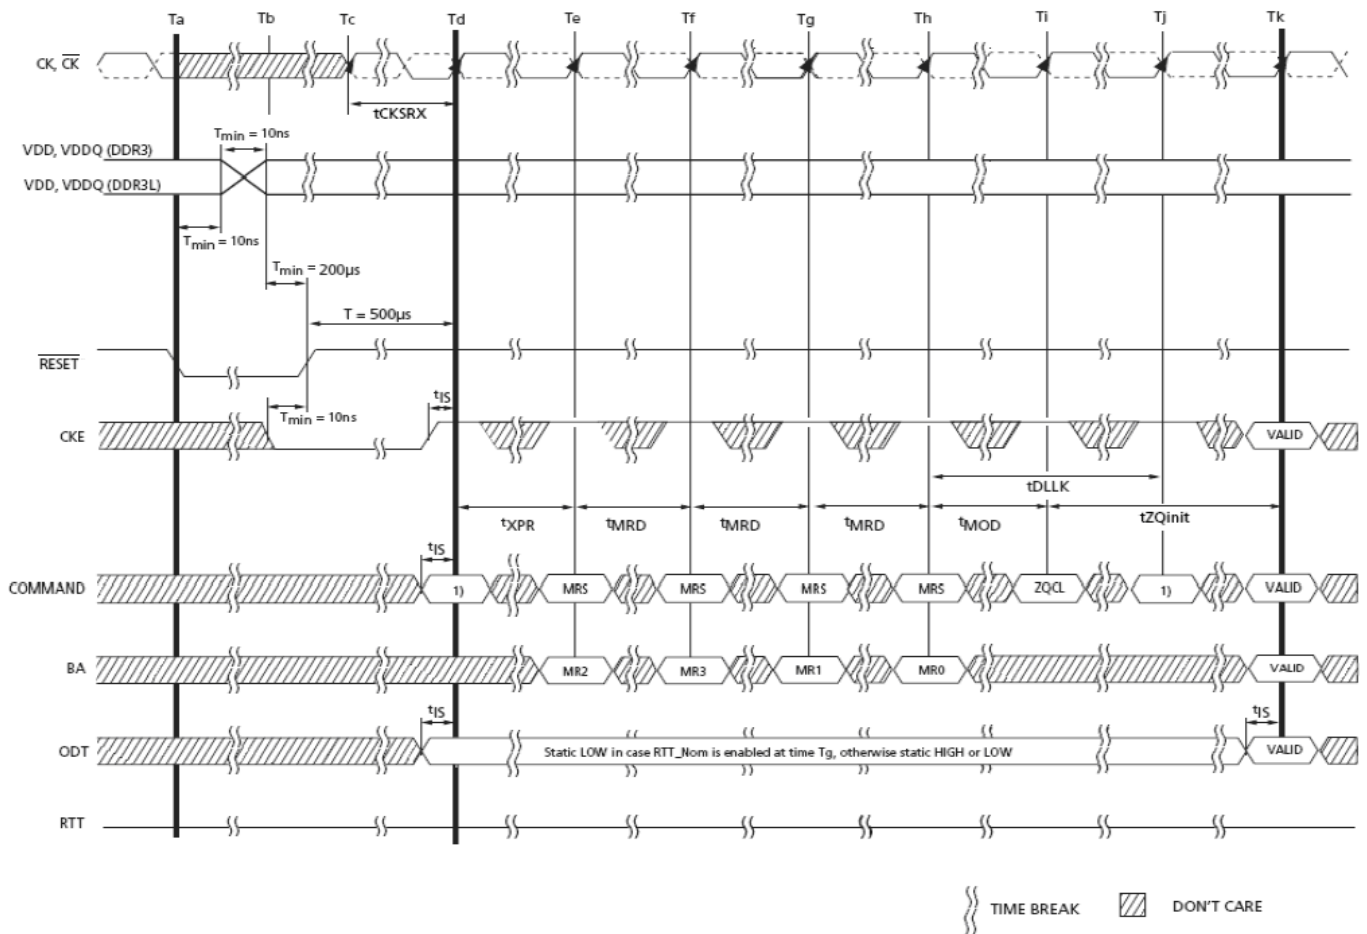 Ta Tb Tc Td Te Tf Tg Th Ti Tj Tk
CK, CK
tCKSRX
Tmin = 10ns
VDD, VDDQ (DDR3)
VDD, VDDQ (DDR3L)
Tmin = 10ns
Tmin = 200µs
T = 500µs
RESET
tIS
Tmin = 10ns
CKE VALID
tDLLK
tXPR tMRD tMRD tMRD tMOD tZQinit
tIS
COMMAND 1) MRS MRS MRS MRS ZQCL 1) VALID
BA MR2 MR3 MR1 MR0 VALID
tIS tIS
ODT Static LOW in case RTT_Nom is enabled at time Tg, otherwise static HIGH or LOW VALID
RTT
TIME BREAK DON'T CARE